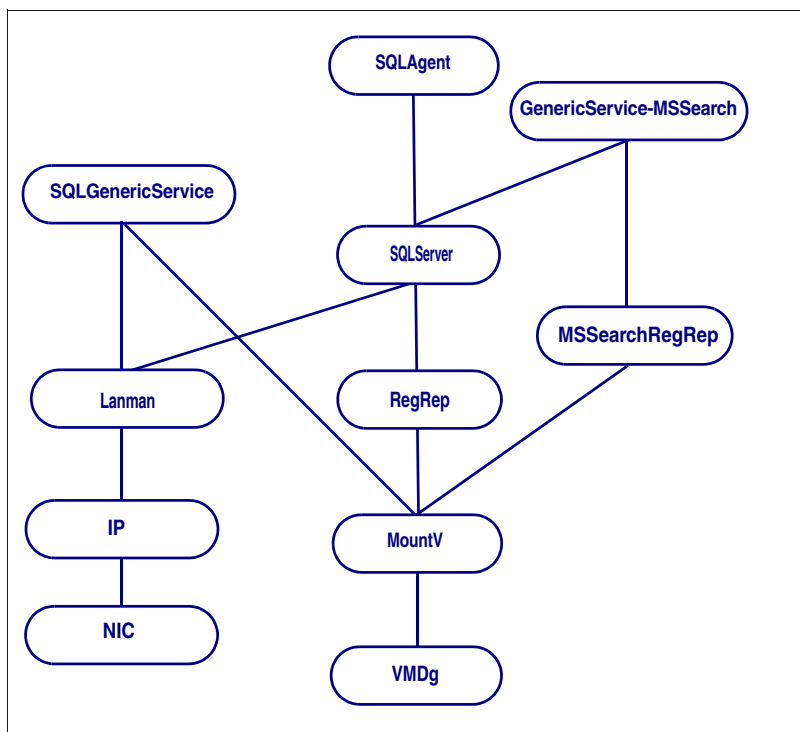 SQLAgent
GenericService-MSSearch
SQLGenericService
SQLServer
MSSearchRegRep
Lanman
RegRep
IP
MountV
NIC
VMDg